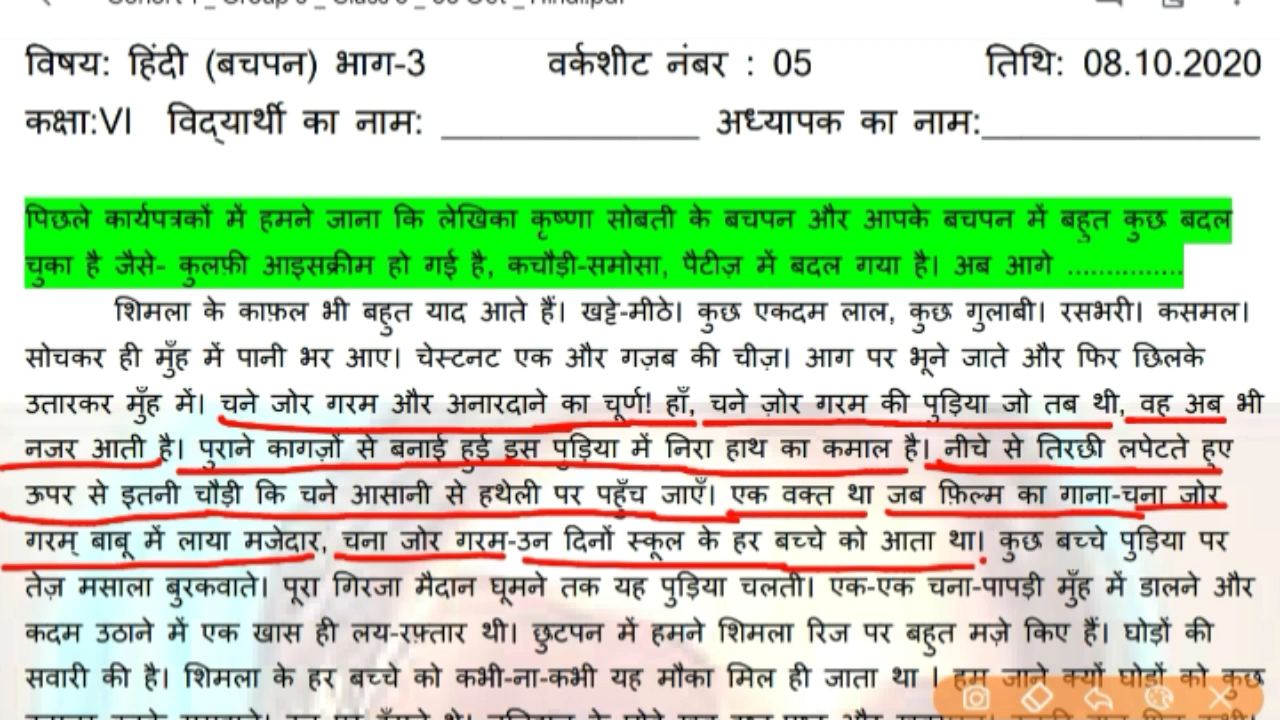 विषय: हिंदी (बचपन) भाग-3 वर्कशीट नंबर : 05 तिथि: 08.10.2020
कक्षा:VI विद्यार्थी का नाम: ______________ अध्यापक का नाम:_______________
पिछले कार्यपत्रकों में हमने जाना कि लेखिका कृष्णा सोबती के बचपन और आपके बचपन में बहुत कुछ बदल
चुका है जैसे- कुलफ़ी आइसक्रीम हो गई है, कचौड़ी-समोसा, पैटीज़ में बदल गया है। अब आगे ...............
शिमला के काफ़ल भी बहुत याद आते हैं। खट्टे-मीठे। कुछ एकदम लाल, कुछ गुलाबी। रसभरी। कसमल।
सोचकर ही मुँह में पानी भर आए। चेस्टनट एक और गज़ब की चीज़। आग पर भूने जाते और फिर छिलके
उतारकर मुँह में। चने जोर गरम और अनारदाने का चूर्ण! हाँ, चने ज़ोर गरम की पुड़िया जो तब थी, वह अब भी
नजर आती है। पुराने कागज़ों से बनाई हुई इस पुड़िया में निरा हाथ का कमाल है। नीचे से तिरछी लपेटते हुए
ऊपर से इतनी चौड़ी कि चने आसानी से हथेली पर पहुँच जाएँ। एक वक्त था जब फ़िल्म का गाना-चना जोर
गरम् बाबू में लाया मजेदार, चना जोर गरम-उन दिनों स्कूल के हर बच्चे को आता था। कुछ बच्चे पुड़िया पर
तेज़ मसाला बुरकवाते। पूरा गिरजा मैदान घूमने तक यह पुड़िया चलती। एक-एक चना-पापड़ी मुँह में डालने और
कदम उठाने में एक खास ही लय-रफ़्तार थी। छुटपन में हमने शिमला रिज पर बहुत मज़े किए हैं। घोड़ों की
सवारी की है। शिमला के हर बच्चे को कभी-ना-कभी यह मौका मिल ही जाता था । हम जाने क्यों घोड़ों को कुछ